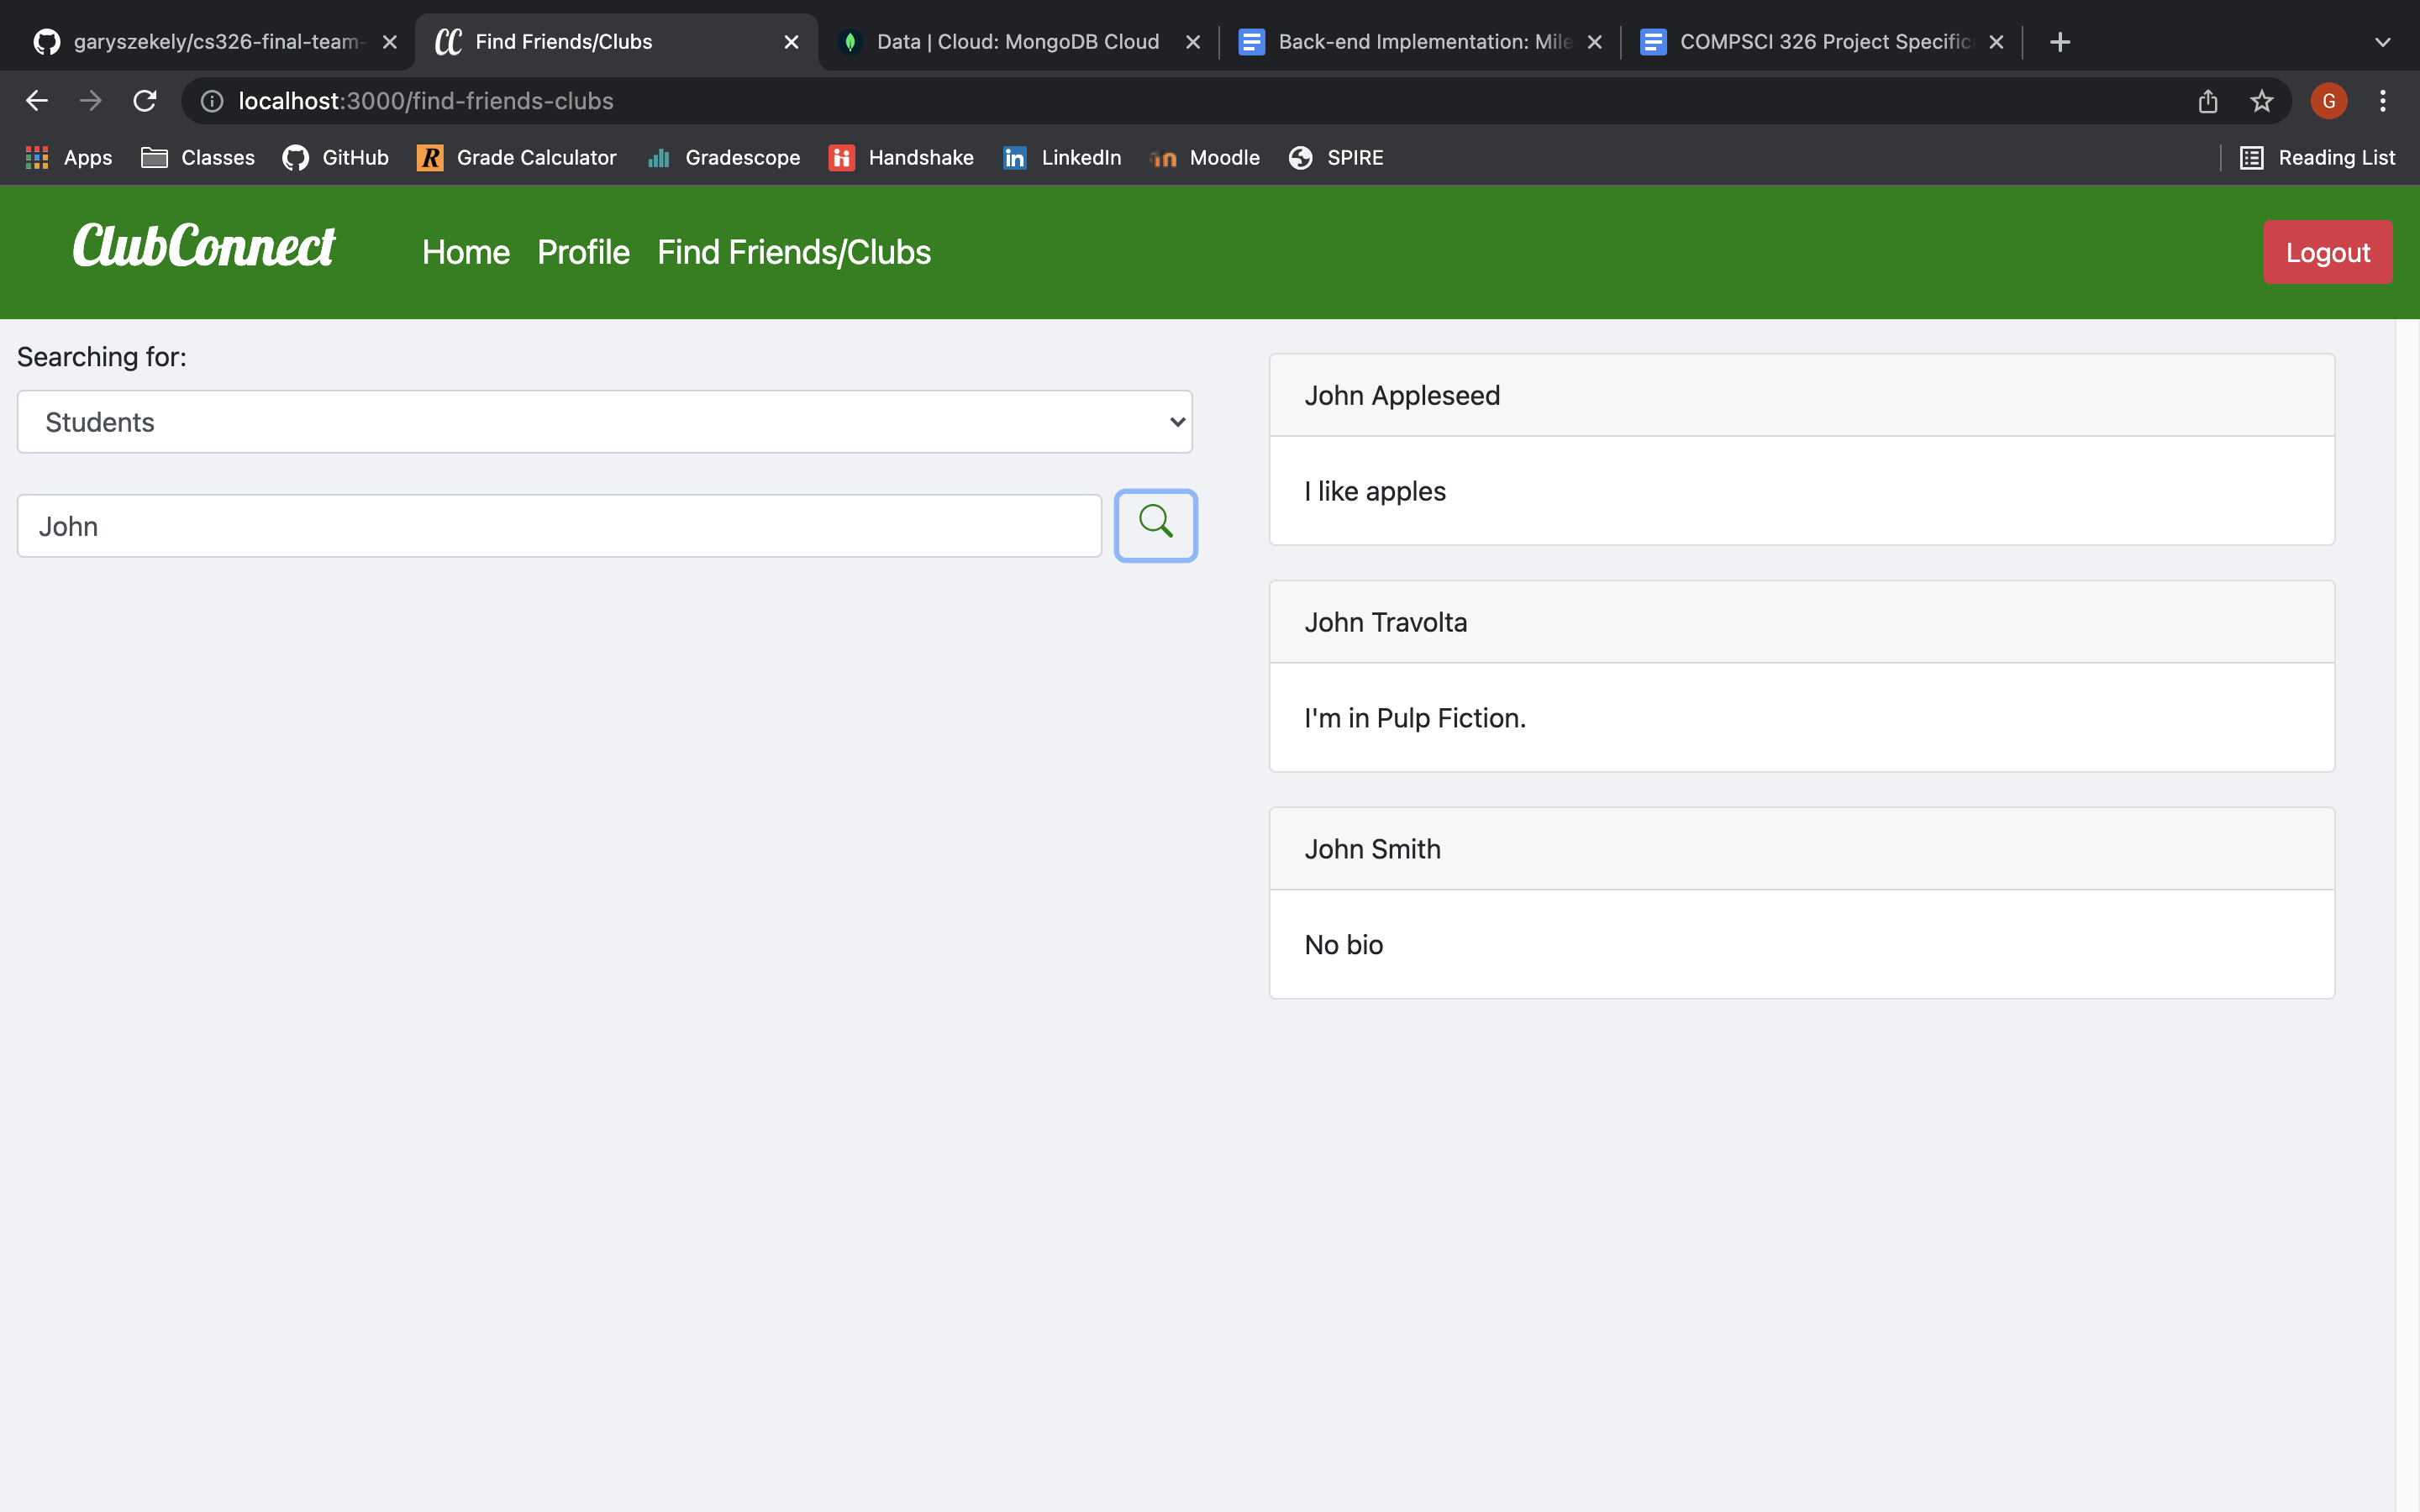 garyszekely/cs326-final-team-
CC Find Friends/Clubs
Data | Cloud: MongoDB Cloud
Back-end Implementation: Mile
COMPSCI 326 Project Specific
localhost:3000/find-friends-clubs
G
Apps
Classes
GitHub
R Grade Calculator
Gradescope
Handshake
in LinkedIn
Moodle
SPIRE
Reading List
ClubConnect
Home
Profile
Find Friends/Clubs
Logout
Searching for:
Students
John
John Appleseed
I like apples
John Travolta
I'm in Pulp Fiction.
John Smith
No bio